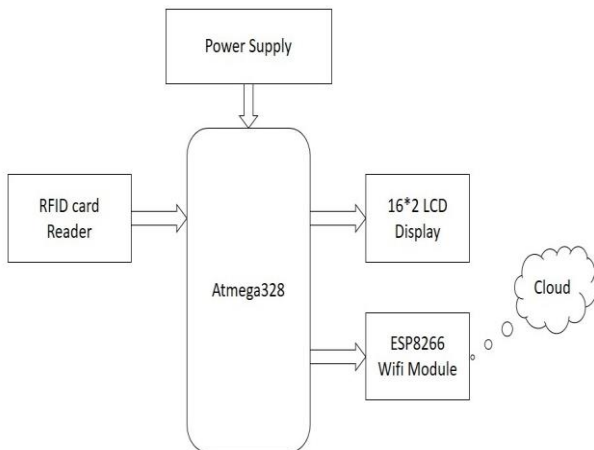 Power Supply
RFID card
Reader
Atmega328
16*2 LCD
Display
ESP8266
Wifi Module
Cloud